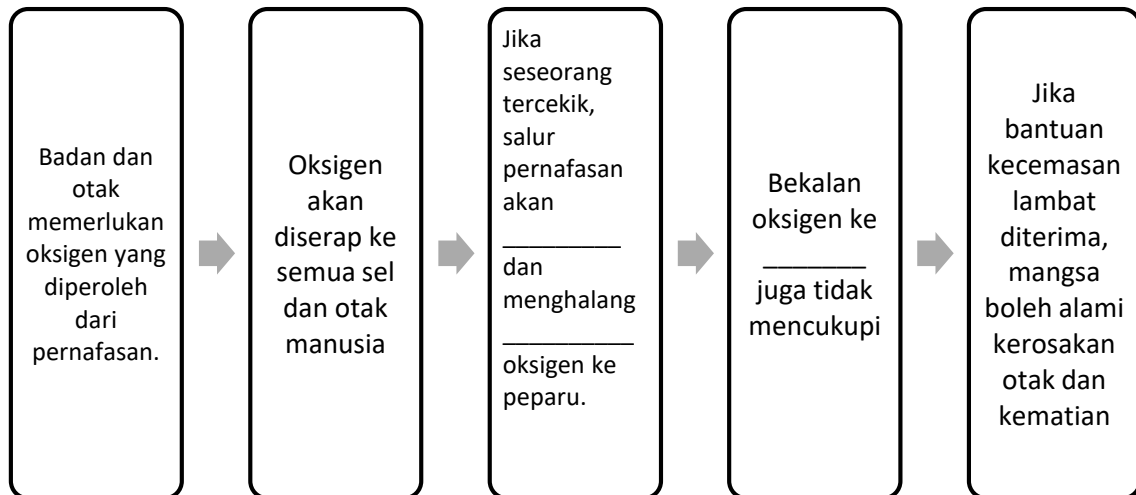 Badan dan
otak
memerlukan
oksigen yang
diperoleh
dari
pernafasan.
Oksigen
akan
diserap ke
semua sel
dan otak
manusia
Jika
seseorang
tercekik,
salur
pernafasan
akan
_________
dan
menghalang
__________
oksigen ke
peparu.
Bekalan
oksigen ke
_______
juga tidak
mencukupi
Jika
bantuan
kecemasan
lambat
diterima,
mangsa
boleh alami
kerosakan
otak dan
kematian